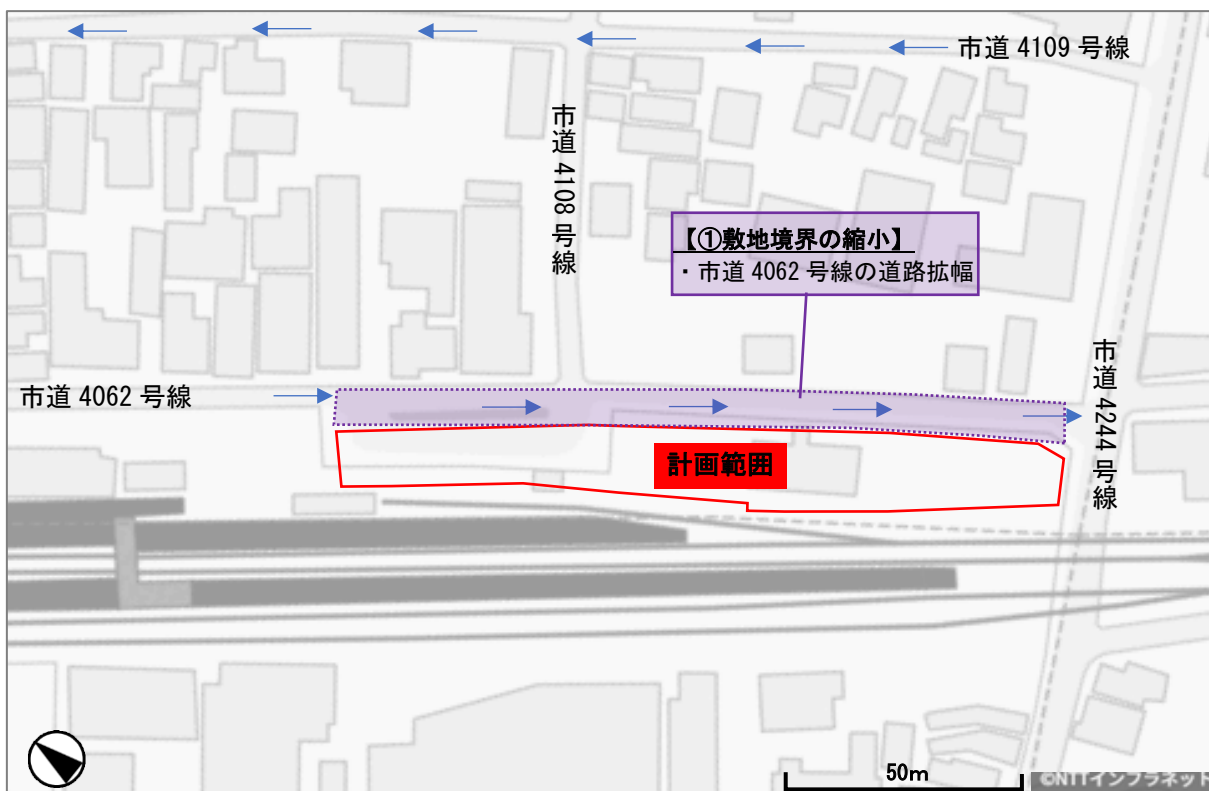 市道 4109 号線
市道 4108 号線
【①敷地境界の縮小】
・市道 4062 号線の道路拡幅
市道 4062 号線
市道 4244 号線
計画範囲
50m
©NTTインフラネット